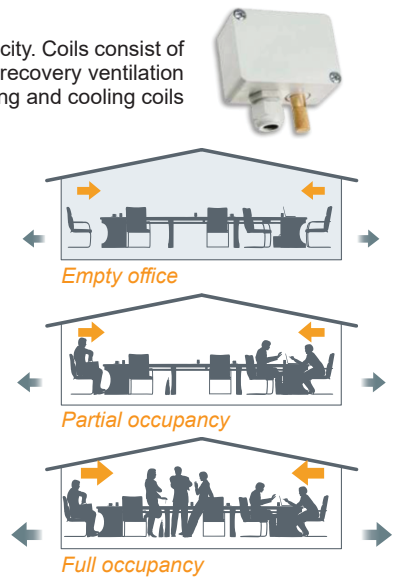 city. Coils consist of
recovery ventilation
ng and cooling coils
Empty office
Partial occupancy
Full occupancy